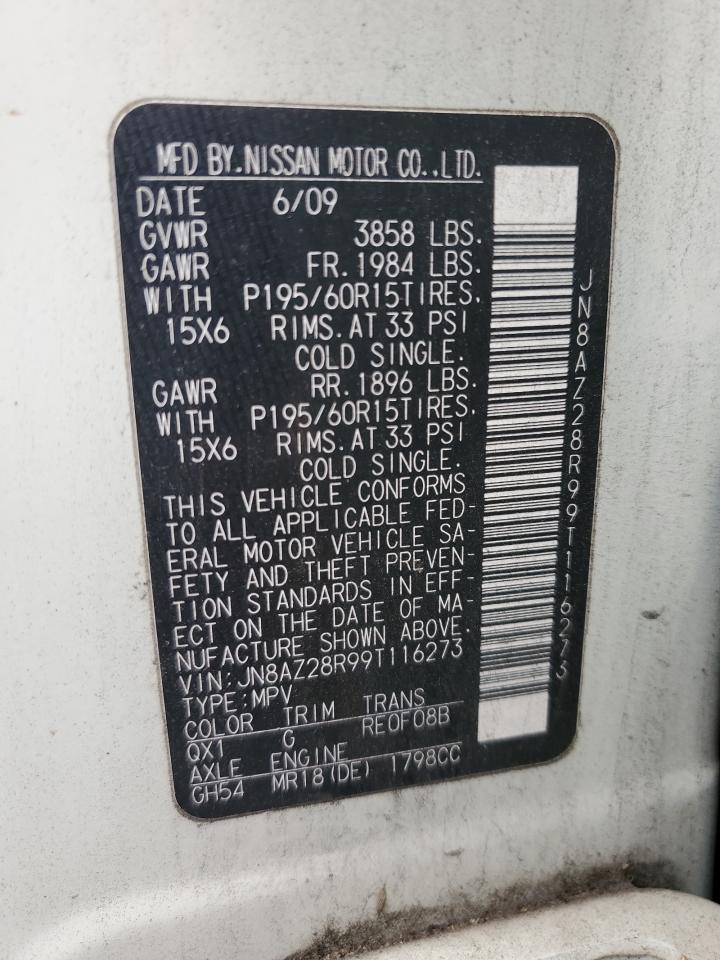 MFD BY.NISSAN MOTOR CO.,LTD.
DATE 6/09
GVWR 3858 LBS.
GAWR FR. 1984 LBS.
WITH P195/60R15TIRES.
15X6 RIMS. AT 33 PSI
COLD SINGLE.
GAWR RR. 1896 LBS.
WITH P195/60R15TIRES.
15X6 RIMS. AT 33 PSI
COLD SINGLE.
THIS VEHICLE CONFORMS
TO ALL APPLICABLE FED-
ERAL MOTOR VEHICLE SA-
FETY AND THEFT PREVEN-
TION STANDARDS IN EFF-
ECT ON THE DATE OF MA-
NUFACTURE SHOWN ABOVE.
VIN:JN8AZ28R99T116273
TYPE:MPV
COLOR TRIM TRANS
QX1 G RE0F08B
AXLE ENGINE
GH54 MR18(DE) 1798CC
JN8AZ28R99T116273